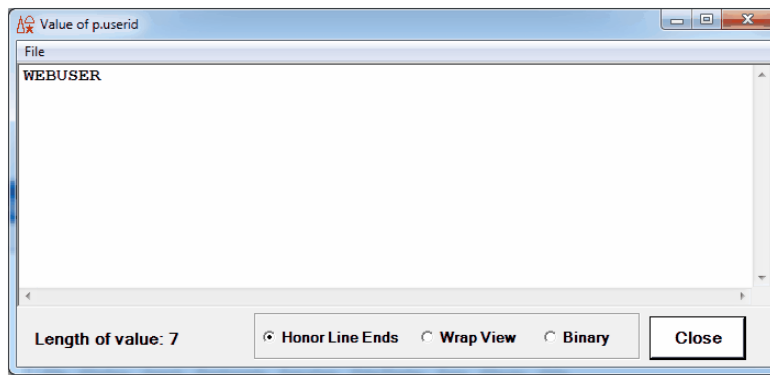 Value of p.userid
File
WEBUSER
Length of value: 7
Honor Line Ends
Wrap View
Binary
Close